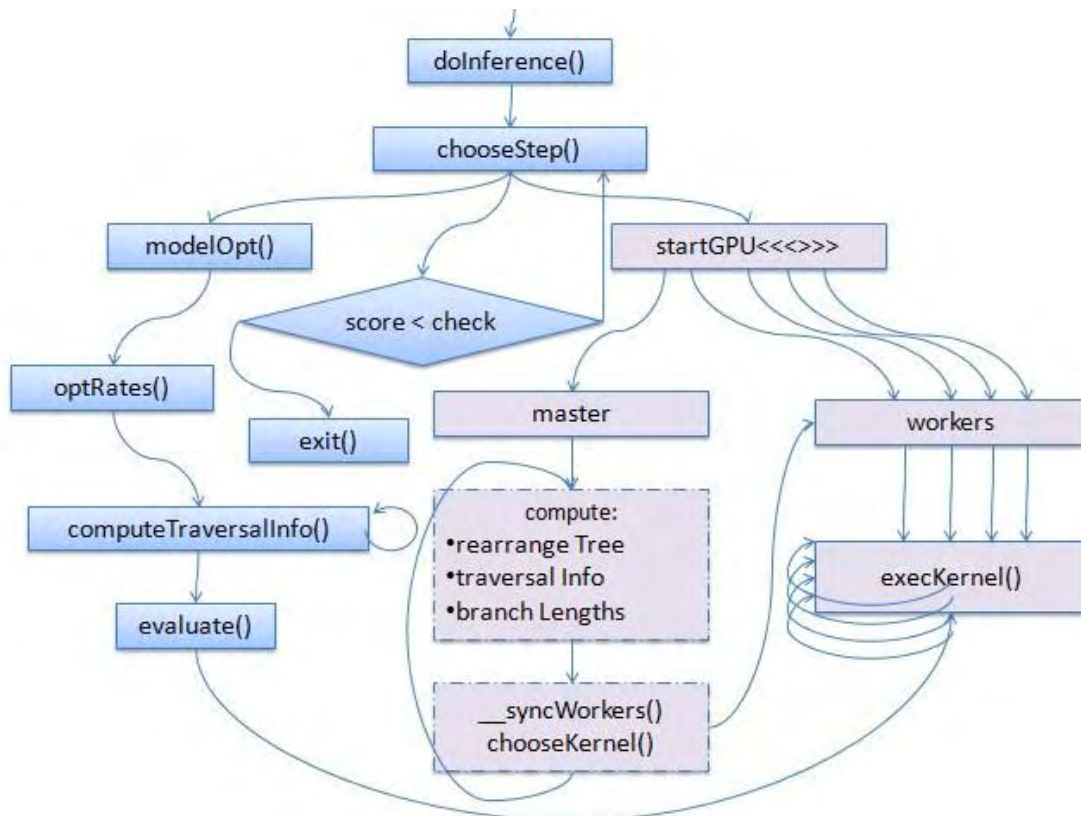 doInference()
chooseStep()
modelOpt()
startGPU<<<>>>
score < check
optRates()
master
workers
exit()
computeTraversalInfo()
compute:
•rearrange Tree
•traversal Info
•branch Lengths
execKernel()
evaluate()
__syncWorkers()
chooseKernel()